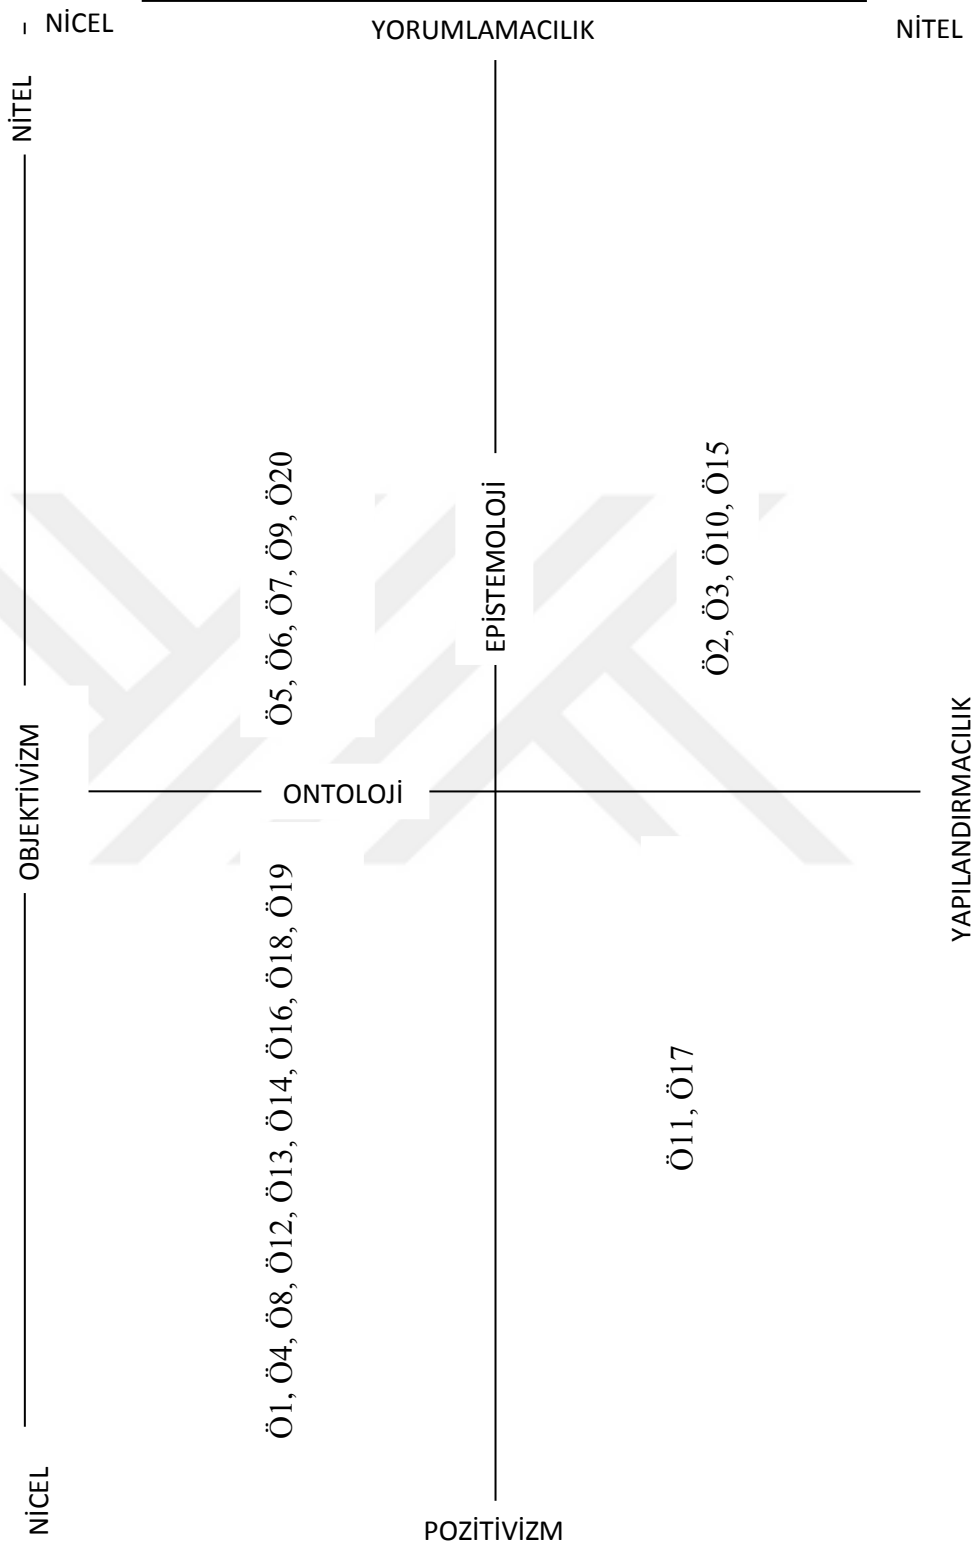 NİCEL
YORUMLAMACILIK
NİTEL
NİTEL
OBJEKTİVİZM
NİCEL
Ö5, Ö6, Ö7, Ö9, Ö20
EPİSTEMOLOJİ
Ö2, Ö3, Ö10, Ö15
ONTOLOJİ
YAPILANDIRMACILIK
Ö1, Ö4, Ö8, Ö12, Ö13, Ö14, Ö16, Ö18, Ö19
Ö11, Ö17
POZİTİVİZM